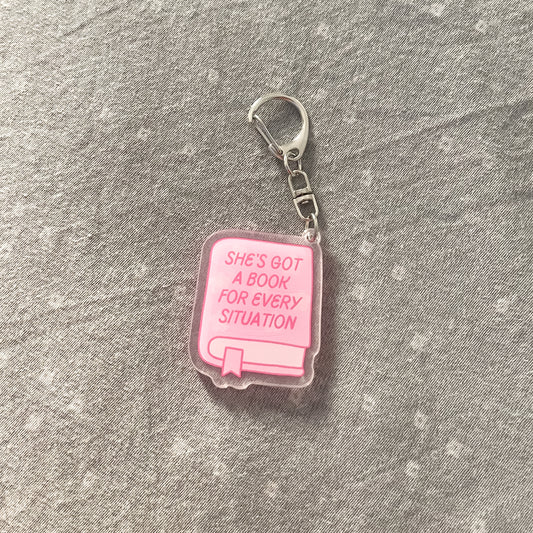 SHE'S GOT
A BOOK
FOR EVERY
SITUATION